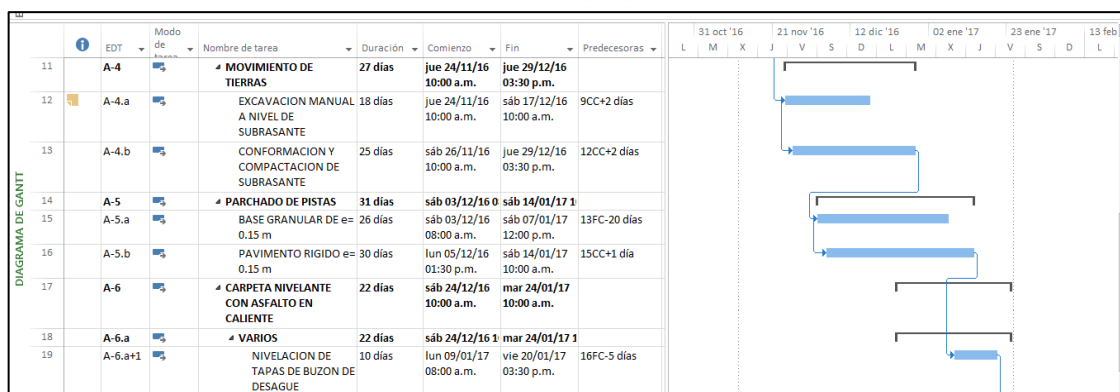 Modo
EDT de Nombre de tarea Duración Comienzo Fin Predecesoras
31 oct '16 21 nov '16 12 dic '16 02 ene '17 23 ene '17 13 feb
L M X J V S D L M X J V S D L
11 A-4 MOVIMIENTO DE 27 días jue 24/11/16 jue 29/12/16
TIERRAS 10:00 a.m. 03:30 p.m.
12 A-4.a EXCAVACION MANUAL 18 días jue 24/11/16 sáb 17/12/16 9CC+2 días
A NIVEL DE 10:00 a.m. 10:00 a.m.
SUBRASANTE
13 A-4.b CONFORMACION Y 25 días sáb 26/11/16 jue 29/12/16 12CC+2 días
COMPACTACION DE 10:00 a.m. 03:30 p.m.
SUBRASANTE
14 A-5 PARCHADO DE PISTAS 31 días sáb 03/12/16 0 sáb 14/01/17 1
15 A-5.a BASE GRANULAR DE e= 26 días sáb 03/12/16 sáb 07/01/17 13FC-20 días
0.15 m 08:00 a.m. 12:00 p.m.
16 A-5.b PAVIMENTO RIGIDO e= 30 días lun 05/12/16 sáb 14/01/17 15CC+1 día
0.15 m 01:30 p.m. 10:00 a.m.
17 A-6 CARPETA NIVELANTE 22 días sáb 24/12/16 mar 24/01/17
CON ASFALTO EN 10:00 a.m. 10:00 a.m.
CALIENTE
18 A-6.a VARIOS 22 días sáb 24/12/16 1 mar 24/01/17 1
19 A-6.a+1 NIVELACION DE 10 días lun 09/01/17 vie 20/01/17 16FC-5 días
TAPAS DE BUZON DE 08:00 a.m. 03:30 p.m.
DESAGUE
DIAGRAMA DE GANTT